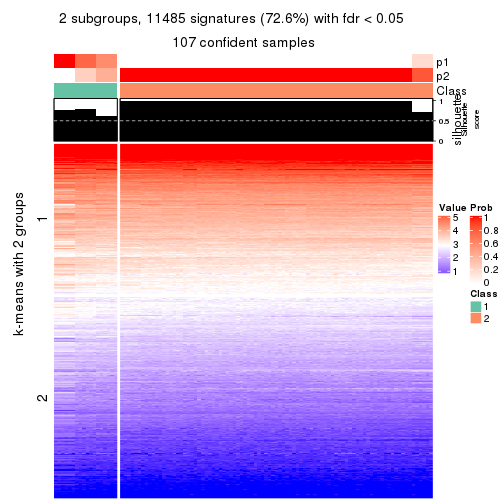 2 subgroups, 11485 signatures (72.6%) with fdr < 0.05
107 confident samples
p1
p2
Class
1
0.5
0
silhouette
Silhouette
score
k-means with 2 groups
1
2
Value
5
4
3
2
1
Prob
1
0.8
0.6
0.4
0.2
0
Class
1
2